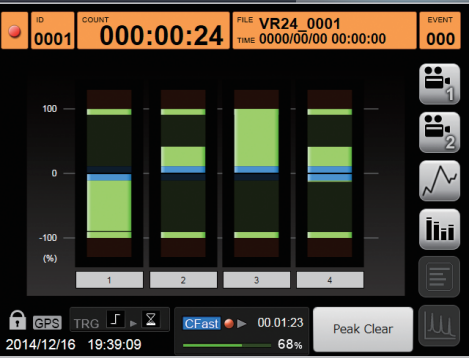 ID COUNT FILE VR24_0001 EVENT
0001 000:00:24 TIME 0000/00/00 00:00:00 000
1
100
2
0
-100
(%)
1 2 3 4
GPS TRG CFast 00.01:23 Peak Clear
2014/12/16 19:39:09 68%